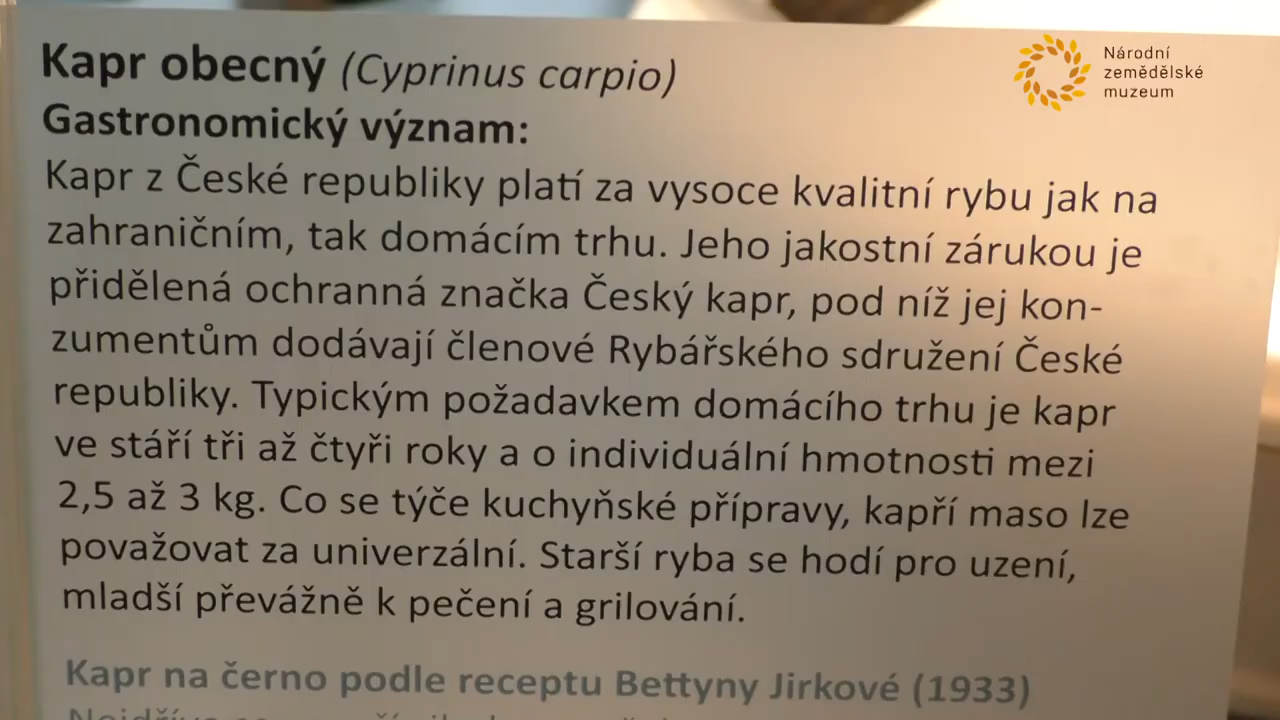 Kapr obecný (Cyprinus carpio)
Gastronomický význam:
Kapr z České republiky platí za vysoce kvalitní rybu jak na
zahraničním, tak domácím trhu. Jeho jakostní zárukou je
přidělená ochranná značka Český kapr, pod níž jej kon-
zumentům dodávají členové Rybářského sdružení České
republiky. Typickým požadavkem domácího trhu je kapr
ve stáří tři až čtyři roky a o individuální hmotnosti mezi
2,5 až 3 kg. Co se týče kuchyňské přípravy, kapří maso lze
považovat za univerzální. Starší ryba se hodí pro uzení,
mladší převážně k pečení a grilování.
Kapr na černo podle receptu Bettyny Jirkové (1933)
Národní
zemědělské
muzeum